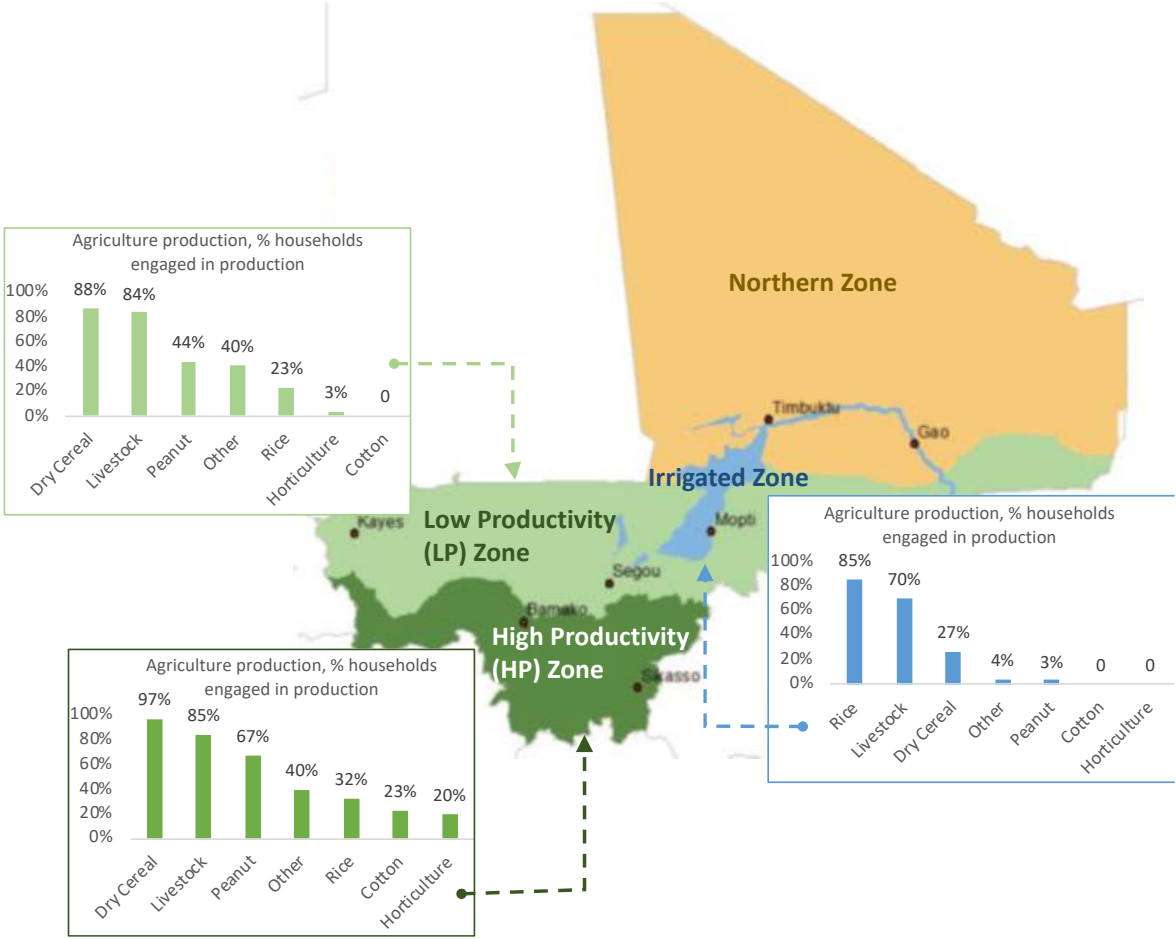 Northern Zone
Timbuktu
Gao
Irrigated Zone
Mopti
Kayes
Low Productivity
(LP) Zone
Segou
Bamako
High Productivity
(HP) Zone
Sikasso
Agriculture production, % households
engaged in production
88%
84%
44%
40%
23%
3%
0
100%
80%
60%
40%
20%
0%
Dry Cereal
Livestock
Peanut
Other
Rice
Horticulture
Cotton
Agriculture production, % households
engaged in production
85%
70%
27%
4%
3%
0
0
100%
80%
60%
40%
20%
0%
Rice
Livestock
Dry Cereal
Other
Peanut
Cotton
Horticulture
Agriculture production, % households
engaged in production
97%
85%
67%
40%
32%
23%
20%
100%
80%
60%
40%
20%
0%
Dry Cereal
Livestock
Peanut
Other
Rice
Cotton
Horticulture